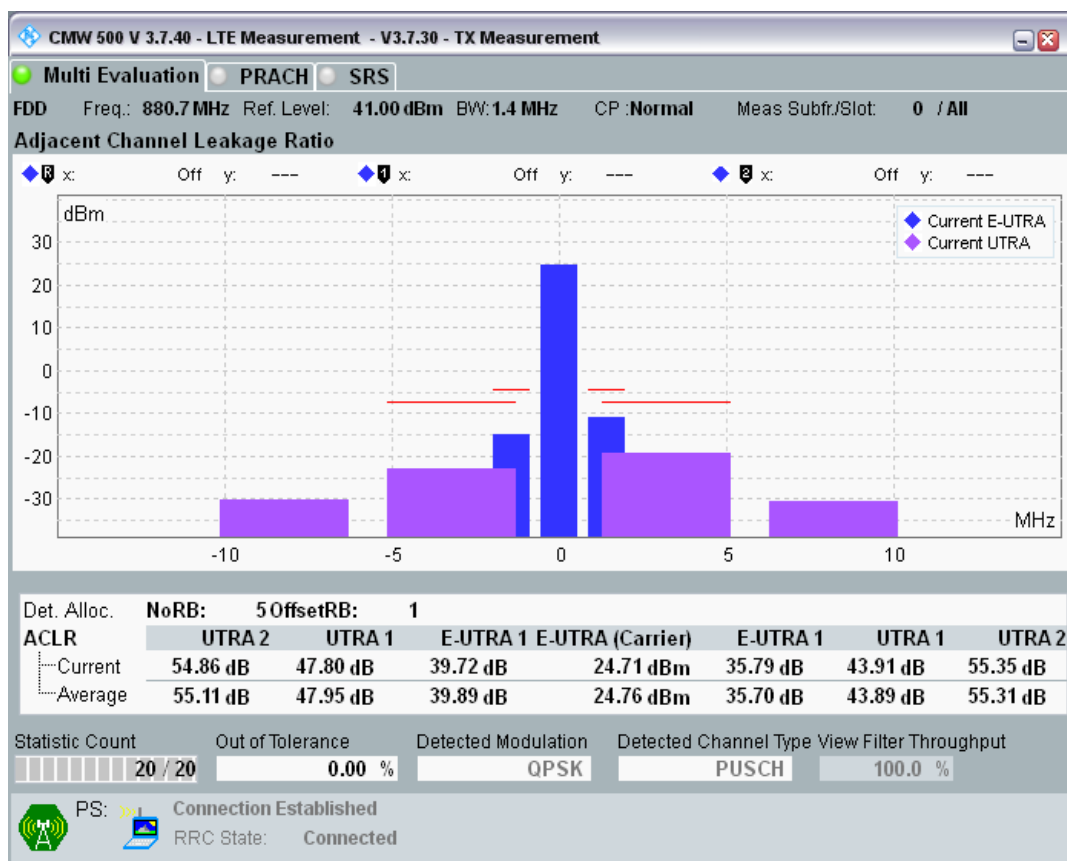 CMW 500 V 3.7.40 - LTE Measurement - V3.7.30 - TX Measurement
Multi Evaluation PRACH SRS
FDD Freq.: 880.7 MHz Ref. Level: 41.00 dBm BW: 1.4 MHz CP :Normal Meas Subfr./Slot: 0 / All
Adjacent Channel Leakage Ratio
R x: Off y: --- 1 x: Off y: --- 2 x: Off y: ---
dBm
Current E-UTRA
Current UTRA
30
20
10
0
-10
-20
-30
MHz
-10 -5 0 5 10
Det. Alloc. NoRB: 5 OffsetRB: 1
ACLR UTRA 2 UTRA 1 E-UTRA 1 E-UTRA (Carrier) E-UTRA 1 UTRA 1 UTRA 2
Current 54.86 dB 47.80 dB 39.72 dB 24.71 dBm 35.79 dB 43.91 dB 55.35 dB
Average 55.11 dB 47.95 dB 39.89 dB 24.76 dBm 35.70 dB 43.89 dB 55.31 dB
Statistic Count Out of Tolerance Detected Modulation Detected Channel Type View Filter Throughput
20 / 20 0.00 % QPSK PUSCH 100.0 %
PS: Connection Established
RRC State: Connected